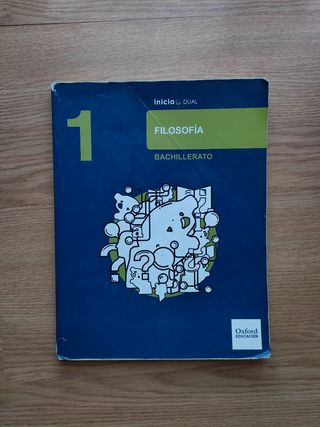 inicia DUAL
1
FILOSOFÍA
BACHILLERATO
Oxford
EDUCACIÓN